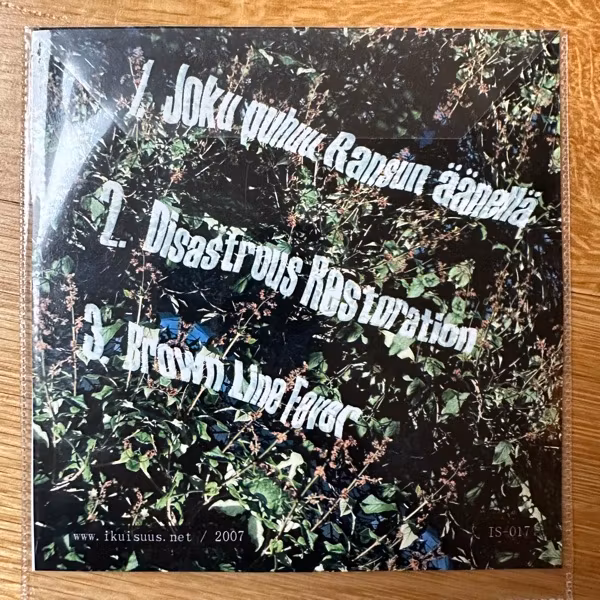 1. Joku puhuu Ransun äänellä
2. Disastrous Restoration
3. Brown Line Fever
www.ikuisuus.net / 2007
IS-017